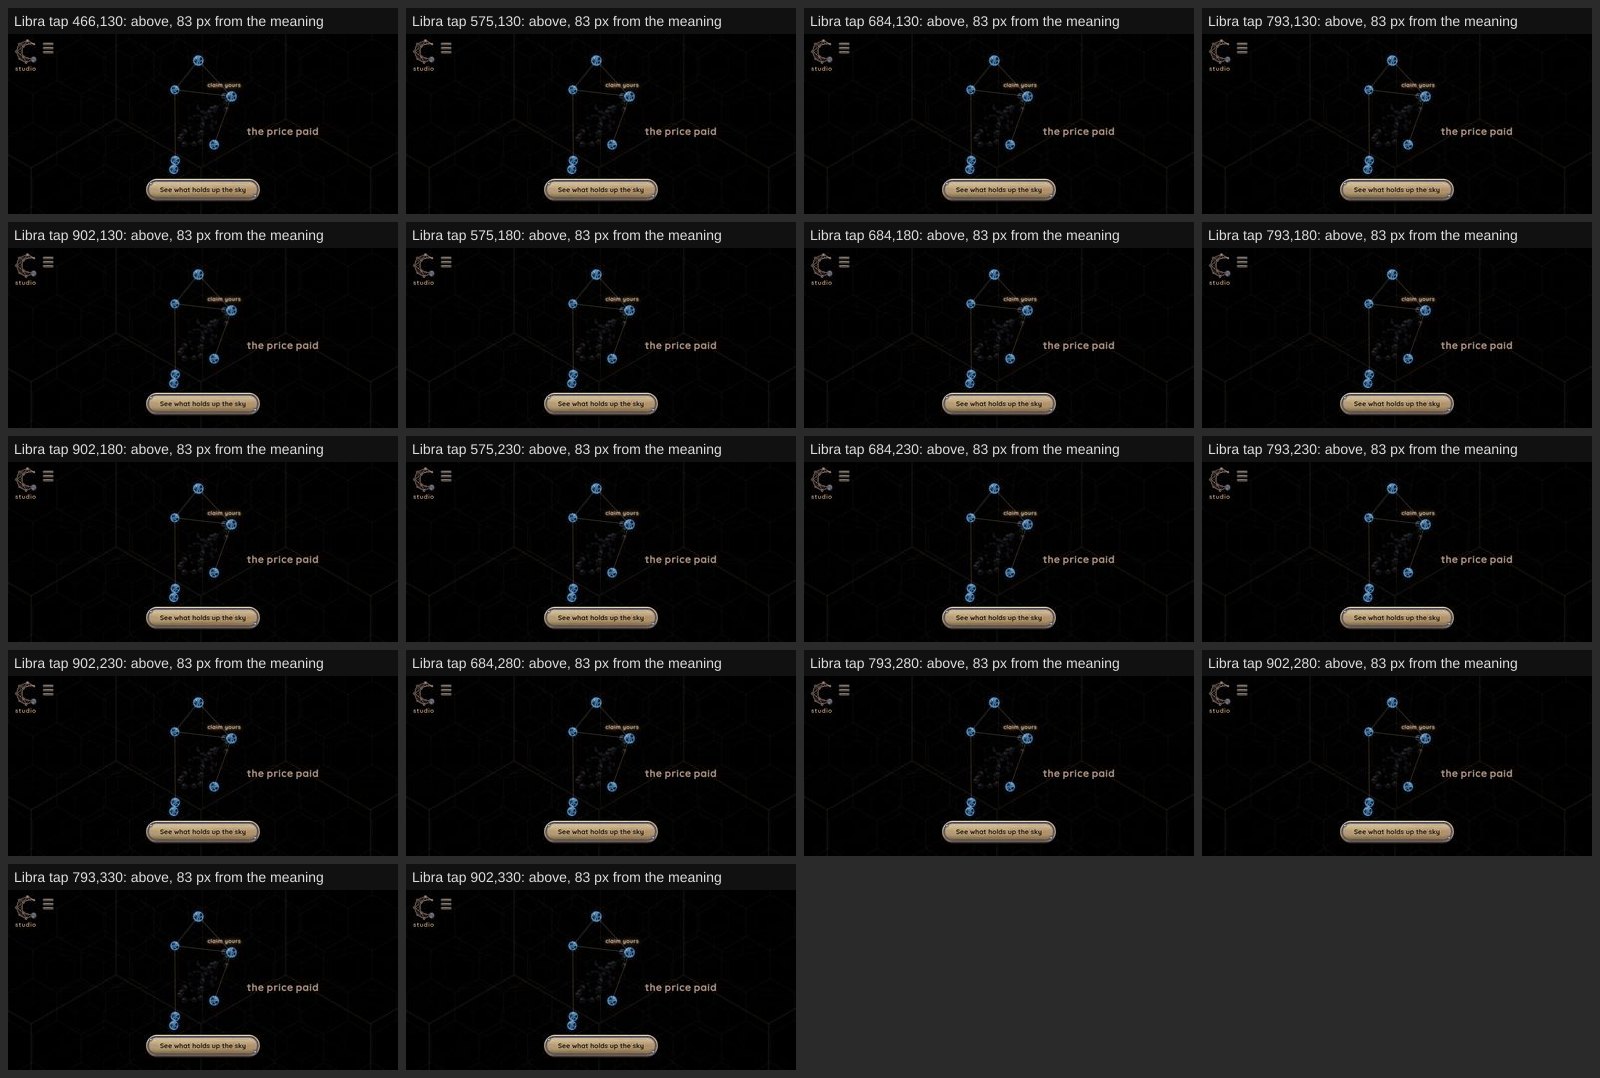 Libra tap 466,130: above, 83 px from the meaning
studio
claim yours
the price paid
See what holds up the sky
Libra tap 575,130: above, 83 px from the meaning
studio
claim yours
the price paid
See what holds up the sky
Libra tap 684,130: above, 83 px from the meaning
studio
claim yours
the price paid
See what holds up the sky
Libra tap 793,130: above, 83 px from the meaning
studio
claim yours
the price paid
See what holds up the sky
Libra tap 902,130: above, 83 px from the meaning
studio
claim yours
the price paid
See what holds up the sky
Libra tap 575,180: above, 83 px from the meaning
studio
claim yours
the price paid
See what holds up the sky
Libra tap 684,180: above, 83 px from the meaning
studio
claim yours
the price paid
See what holds up the sky
Libra tap 793,180: above, 83 px from the meaning
studio
claim yours
the price paid
See what holds up the sky
Libra tap 902,180: above, 83 px from the meaning
studio
claim yours
the price paid
See what holds up the sky
Libra tap 575,230: above, 83 px from the meaning
studio
claim yours
the price paid
See what holds up the sky
Libra tap 684,230: above, 83 px from the meaning
studio
claim yours
the price paid
See what holds up the sky
Libra tap 793,230: above, 83 px from the meaning
studio
claim yours
the price paid
See what holds up the sky
Libra tap 902,230: above, 83 px from the meaning
studio
claim yours
the price paid
See what holds up the sky
Libra tap 684,280: above, 83 px from the meaning
studio
claim yours
the price paid
See what holds up the sky
Libra tap 793,280: above, 83 px from the meaning
studio
claim yours
the price paid
See what holds up the sky
Libra tap 902,280: above, 83 px from the meaning
studio
claim yours
the price paid
See what holds up the sky
Libra tap 793,330: above, 83 px from the meaning
studio
claim yours
the price paid
See what holds up the sky
Libra tap 902,330: above, 83 px from the meaning
studio
claim yours
the price paid
See what holds up the sky